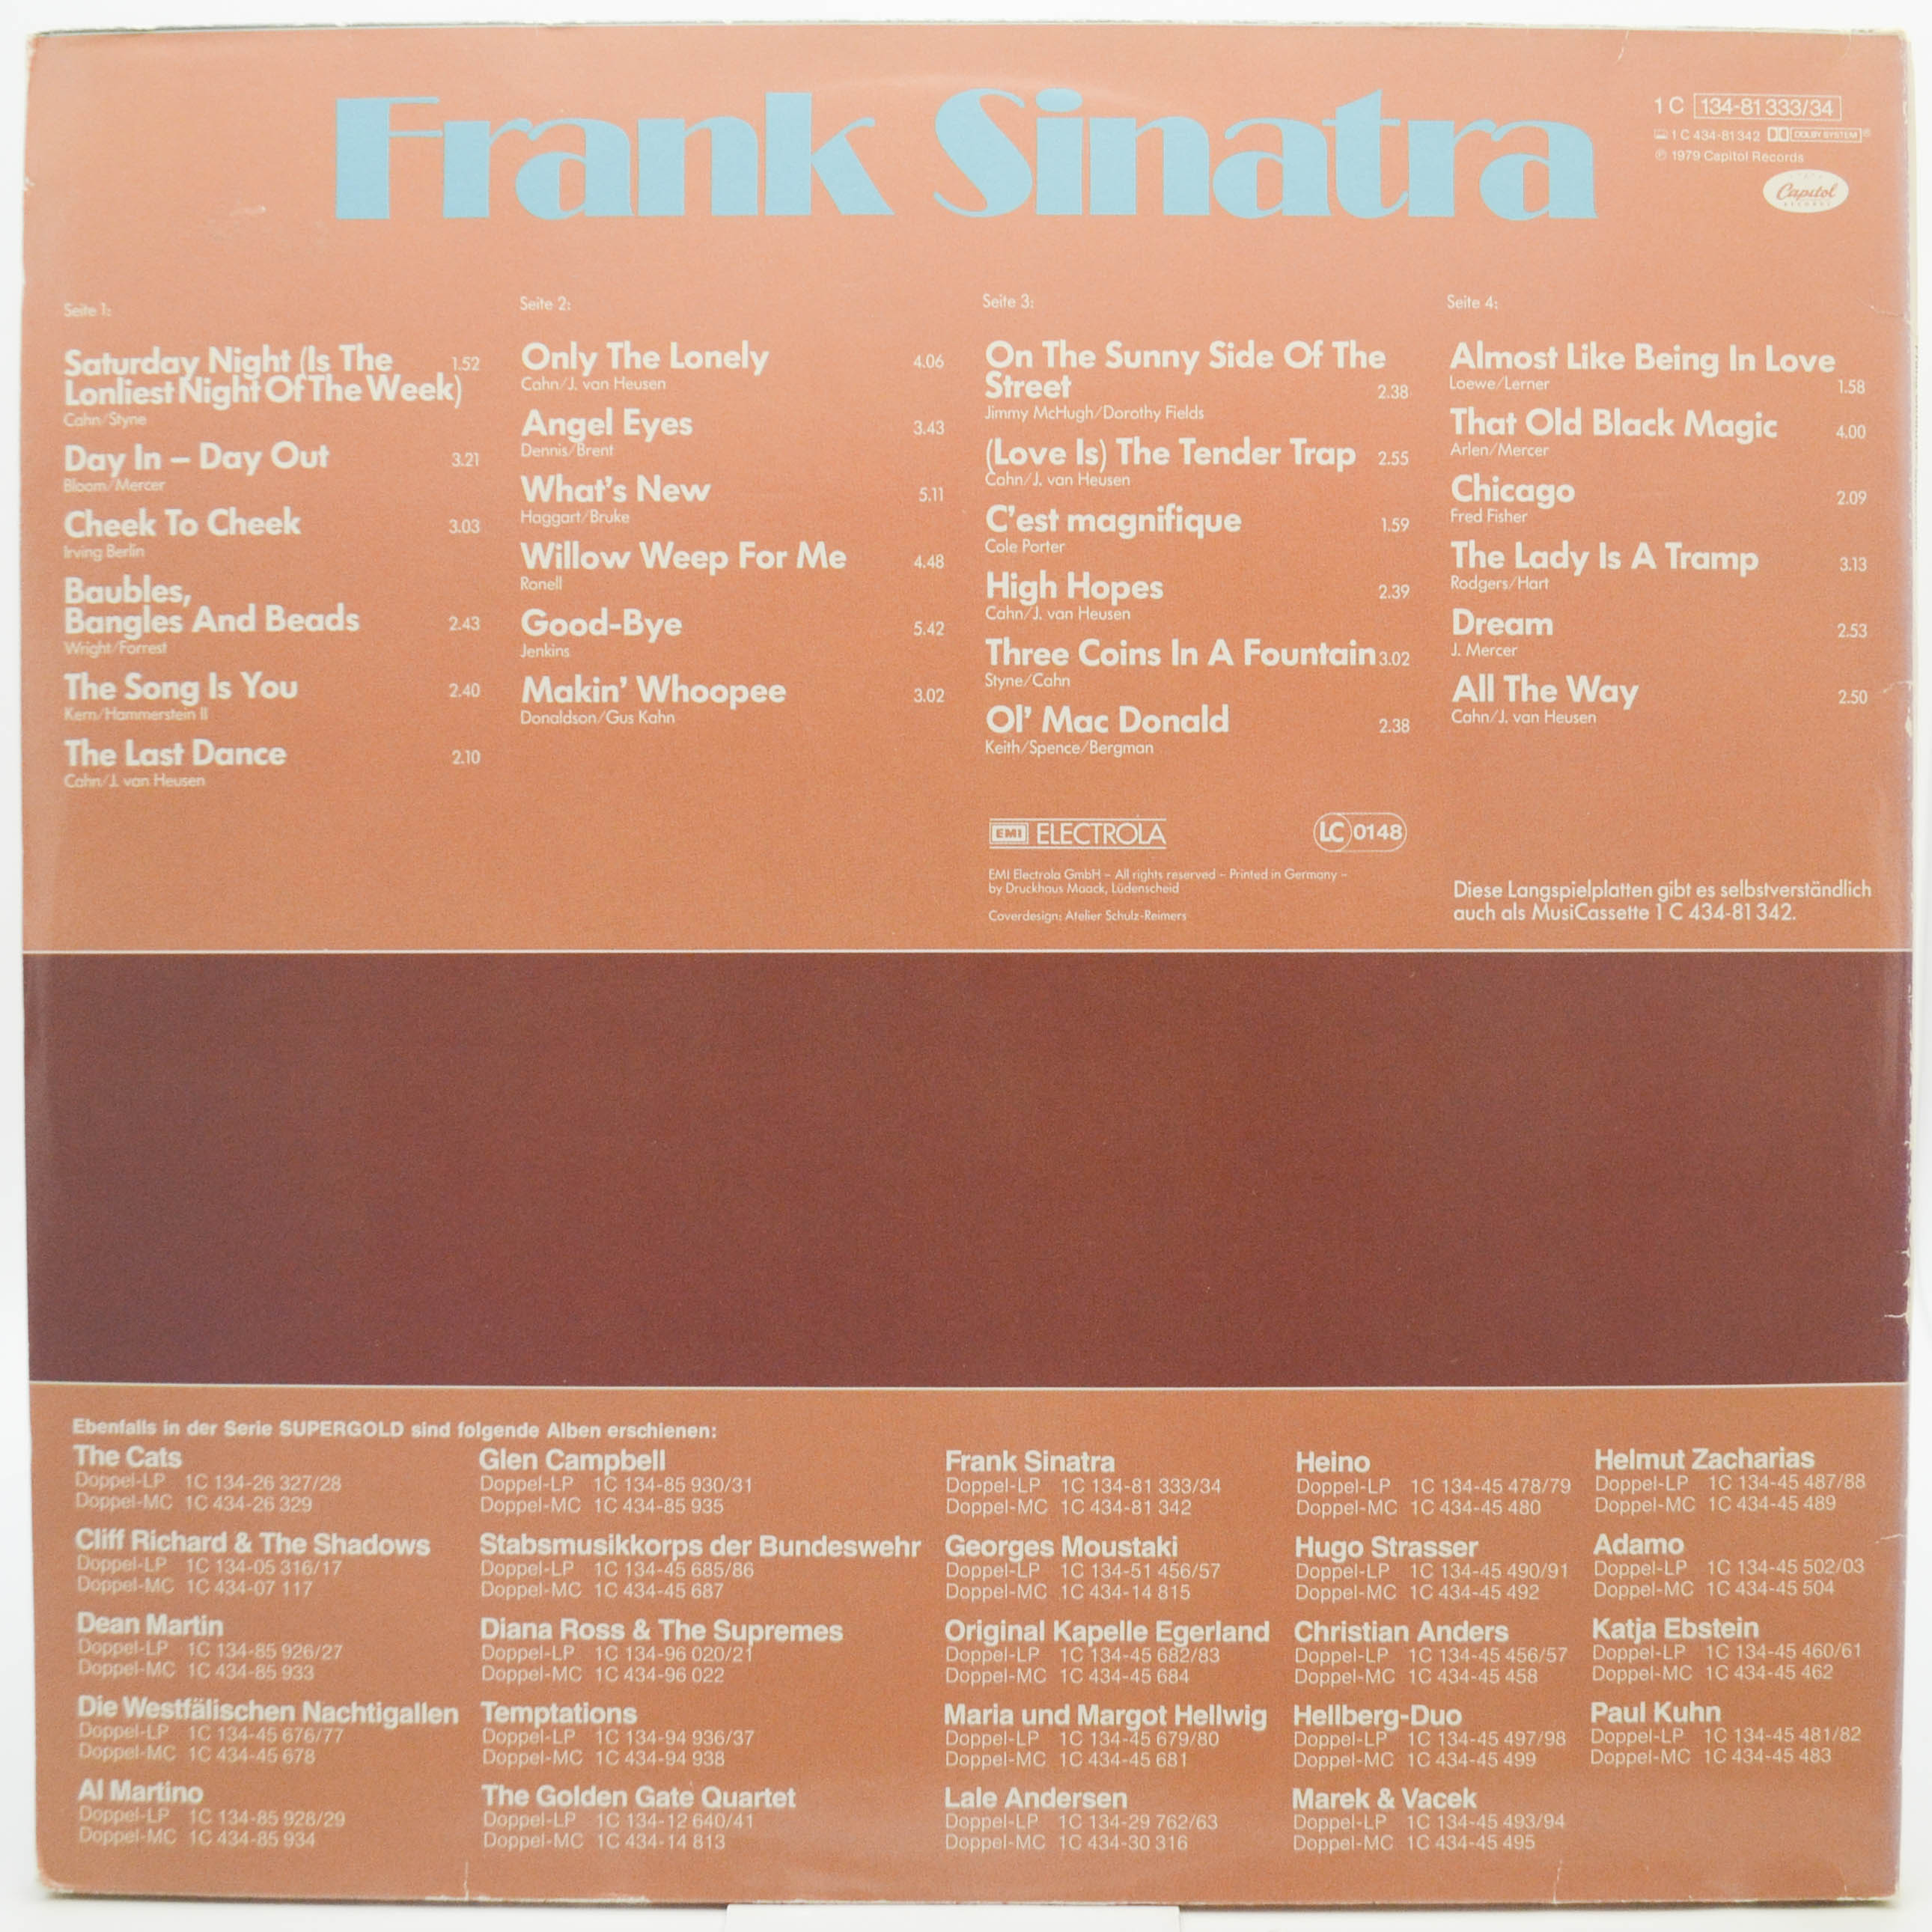 Frank Sinatra
1 C 134-81 333/34
1 C 434-81 342 DOLBY SYSTEM ®
℗ 1979 Capitol Records
Capitol
Seite 1:
Saturday Night (Is The 1.52
Lonliest Night Of The Week)
Cahn/Styne
Day In – Day Out 3.21
Bloom/Mercer
Cheek To Cheek 3.03
Irving Berlin
Baubles,
Bangles And Beads 2.43
Wright/Forrest
The Song Is You 2.40
Kern/Hammerstein II
The Last Dance 2.10
Cahn/J. van Heusen
Seite 2:
Only The Lonely 4.06
Cahn/J. van Heusen
Angel Eyes 3.43
Dennis/Brent
What's New 5.11
Haggart/Bruke
Willow Weep For Me 4.48
Ronell
Good-Bye 5.42
Jenkins
Makin' Whoopee 3.02
Donaldson/Gus Kahn
Seite 3:
On The Sunny Side Of The
Street 2.38
Jimmy McHugh/Dorothy Fields
(Love Is) The Tender Trap 2.55
Cahn/J. van Heusen
C'est magnifique 1.59
Cole Porter
High Hopes 2.39
Cahn/J. van Heusen
Three Coins In A Fountain 3.02
Styne/Cahn
Ol' Mac Donald 2.38
Keith/Spence/Bergman
Seite 4:
Almost Like Being In Love
Loewe/Lerner 1.58
That Old Black Magic 4.00
Arlen/Mercer
Chicago 2.09
Fred Fisher
The Lady Is A Tramp 3.13
Rodgers/Hart
Dream 2.53
J. Mercer
All The Way 2.50
Cahn/J. van Heusen
EMI ELECTROLA
LC 0148
EMI Electrola GmbH – All rights reserved – Printed in Germany –
by Druckhaus Maack, Lüdenscheid
Coverdesign: Atelier Schulz-Reimers
Diese Langspielplatten gibt es selbstverständlich
auch als MusiCassette 1 C 434-81 342.
Ebenfalls in der Serie SUPERGOLD sind folgende Alben erschienen:
The Cats
Doppel-LP 1C 134-26 327/28
Doppel-MC 1C 434-26 329
Cliff Richard & The Shadows
Doppel-LP 1C 134-05 316/17
Doppel-MC 1C 434-07 117
Dean Martin
Doppel-LP 1C 134-85 926/27
Doppel-MC 1C 434-85 933
Die Westfälischen Nachtigallen
Doppel-LP 1C 134-45 676/77
Doppel-MC 1C 434-45 678
Al Martino
Doppel-LP 1C 134-85 928/29
Doppel-MC 1C 434-85 934
Glen Campbell
Doppel-LP 1C 134-85 930/31
Doppel-MC 1C 434-85 935
Stabsmusikkorps der Bundeswehr
Doppel-LP 1C 134-45 685/86
Doppel-MC 1C 434-45 687
Diana Ross & The Supremes
Doppel-LP 1C 134-96 020/21
Doppel-MC 1C 434-96 022
Temptations
Doppel-LP 1C 134-94 936/37
Doppel-MC 1C 434-94 938
The Golden Gate Quartet
Doppel-LP 1C 134-12 640/41
Doppel-MC 1C 434-14 813
Frank Sinatra
Doppel-LP 1C 134-81 333/34
Doppel-MC 1C 434-81 342
Georges Moustaki
Doppel-LP 1C 134-51 456/57
Doppel-MC 1C 434-14 815
Original Kapelle Egerland
Doppel-LP 1C 134-45 682/83
Doppel-MC 1C 434-45 684
Maria und Margot Hellwig
Doppel-LP 1C 134-45 679/80
Doppel-MC 1C 434-45 681
Lale Andersen
Doppel-LP 1C 134-29 762/63
Doppel-MC 1C 434-30 316
Heino
Doppel-LP 1C 134-45 478/79
Doppel-MC 1C 434-45 480
Hugo Strasser
Doppel-LP 1C 134-45 490/91
Doppel-MC 1C 434-45 492
Christian Anders
Doppel-LP 1C 134-45 456/57
Doppel-MC 1C 434-45 458
Hellberg-Duo
Doppel-LP 1C 134-45 497/98
Doppel-MC 1C 434-45 499
Marek & Vacek
Doppel-LP 1C 134-45 493/94
Doppel-MC 1C 434-45 495
Helmut Zacharias
Doppel-LP 1C 134-45 487/88
Doppel-MC 1C 434-45 489
Adamo
Doppel-LP 1C 134-45 502/03
Doppel-MC 1C 434-45 504
Katja Ebstein
Doppel-LP 1C 134-45 460/61
Doppel-MC 1C 434-45 462
Paul Kuhn
Doppel-LP 1C 134-45 481/82
Doppel-MC 1C 434-45 483